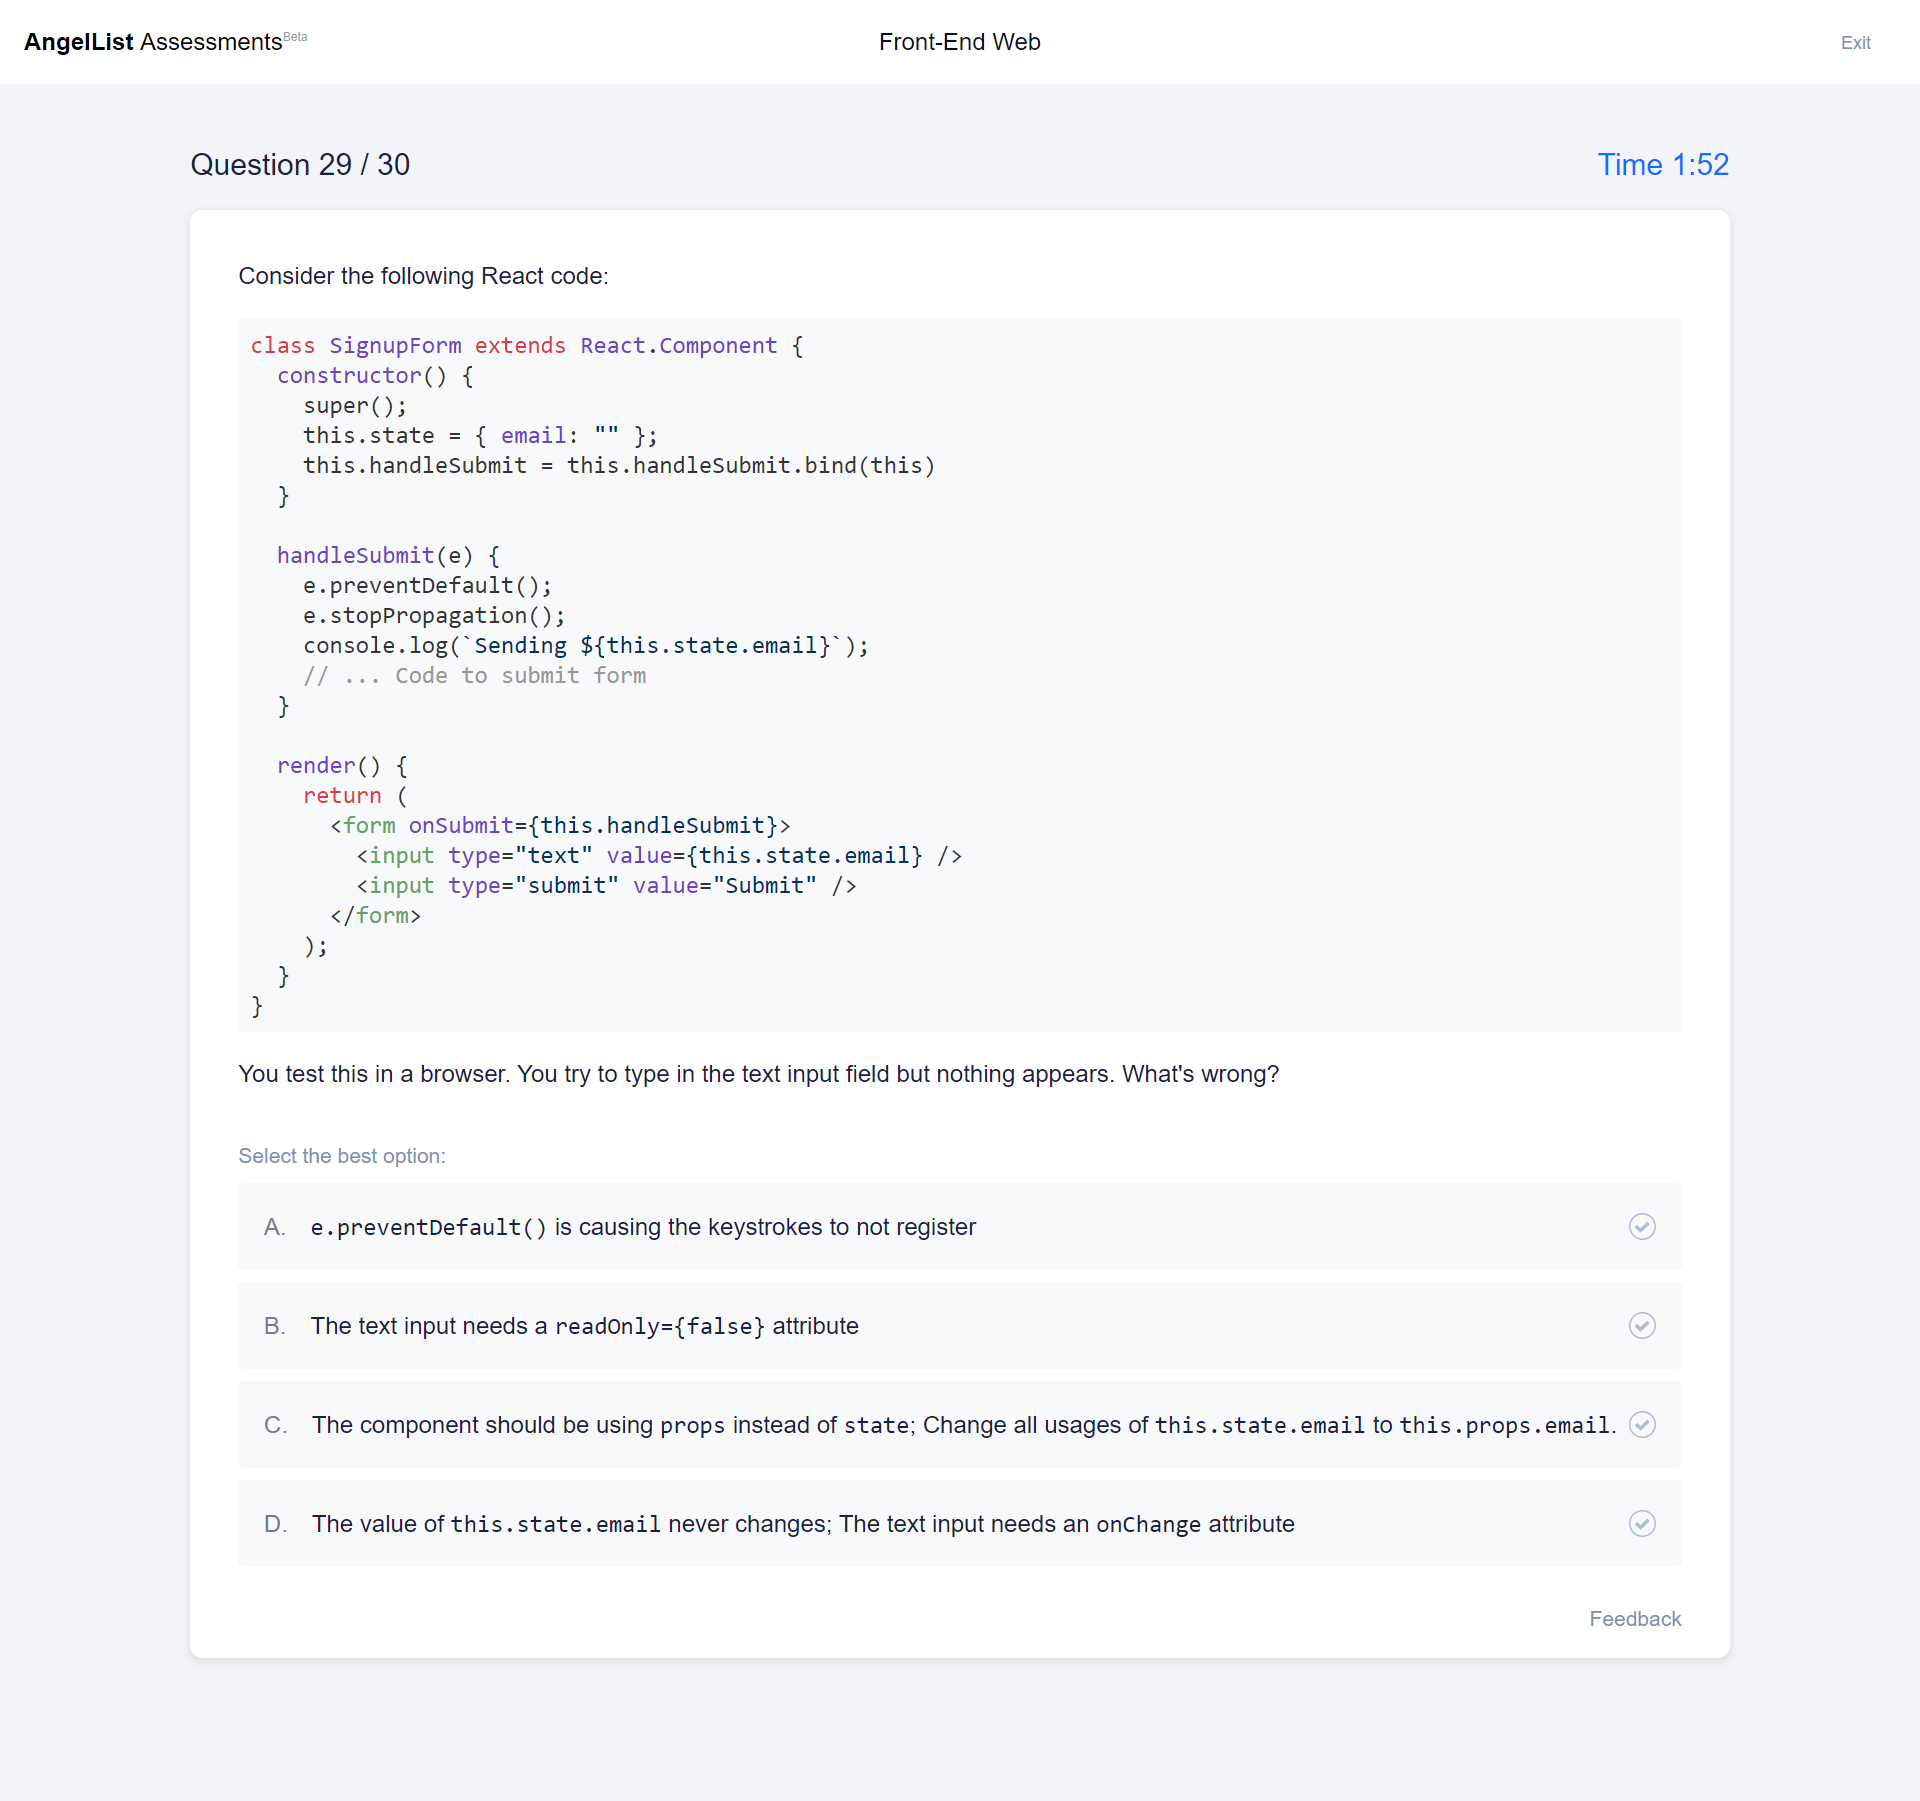 AngelList Assessments Beta
Front-End Web
Exit
Question 29 / 30
Time 1:52
Consider the following React code:
class SignupForm extends React.Component {
  constructor() {
    super();
    this.state = { email: "" };
    this.handleSubmit = this.handleSubmit.bind(this)
  }
  handleSubmit(e) {
    e.preventDefault();
    e.stopPropagation();
    console.log(`Sending ${this.state.email}`);
    // ... Code to submit form
  }
  render() {
    return (
      <form onSubmit={this.handleSubmit}>
        <input type="text" value={this.state.email} />
        <input type="submit" value="Submit" />
      </form>
    );
  }
}
You test this in a browser. You try to type in the text input field but nothing appears. What's wrong?
Select the best option:
A. e.preventDefault() is causing the keystrokes to not register
B. The text input needs a readOnly={false} attribute
C. The component should be using props instead of state; Change all usages of this.state.email to this.props.email.
D. The value of this.state.email never changes; The text input needs an onChange attribute
Feedback